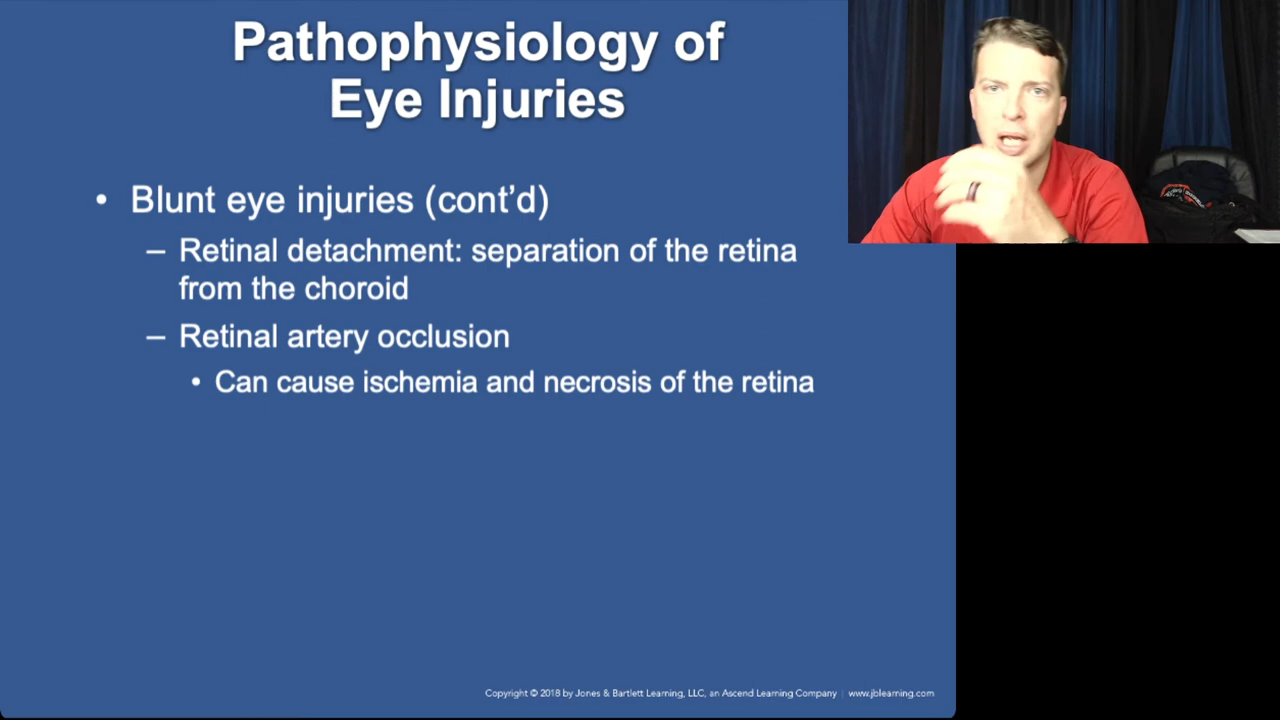 Pathophysiology of
Eye Injuries
• Blunt eye injuries (cont’d)
– Retinal detachment: separation of the retina
from the choroid
– Retinal artery occlusion
• Can cause ischemia and necrosis of the retina
Copyright © 2018 by Jones & Bartlett Learning, LLC, an Ascend Learning Company | www.jblearning.com